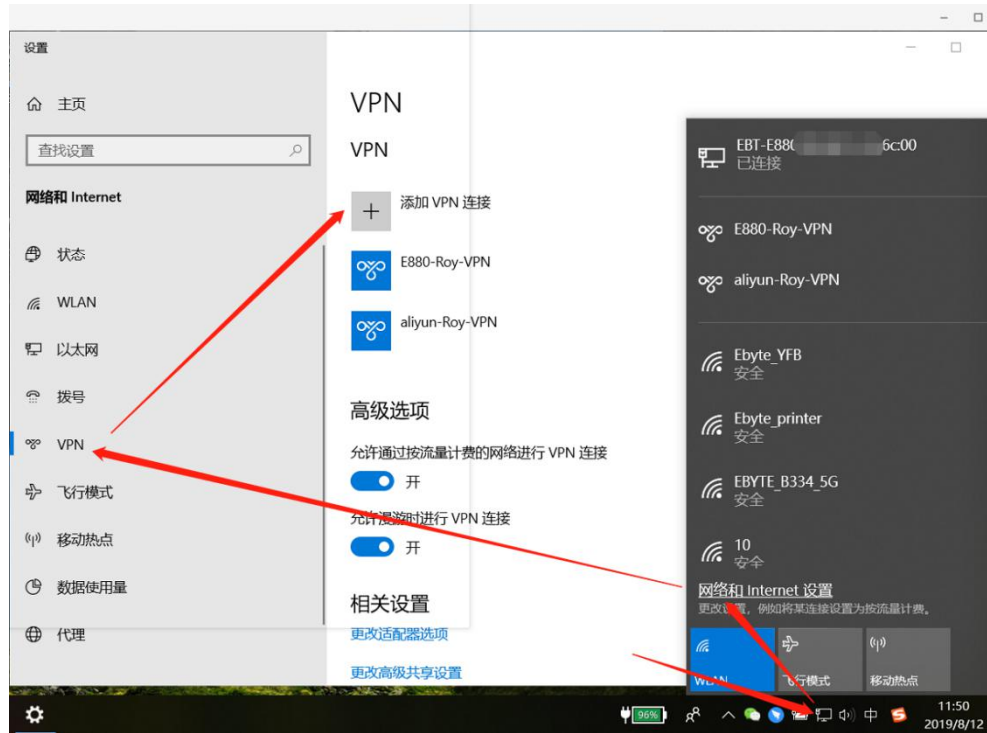 设置
主页
查找设置
网络和 Internet
状态
WLAN
以太网
拨号
VPN
飞行模式
移动热点
数据使用量
代理
VPN
VPN
添加 VPN 连接
E880-Roy-VPN
aliyun-Roy-VPN
高级选项
允许通过按流量计费的网络进行 VPN 连接
开
允许漫游时进行 VPN 连接
开
相关设置
更改适配器选项
更改高级共享设置
EBT-E880 6c:00
已连接
E880-Roy-VPN
aliyun-Roy-VPN
Ebyte_YFB
安全
Ebyte_printer
安全
EBYTE_B334_5G
安全
10
安全
网络和 Internet 设置
更改设置，例如将某连接设置为按流量计费。
WLAN
飞行模式
移动热点
96%
中
11:50
2019/8/12